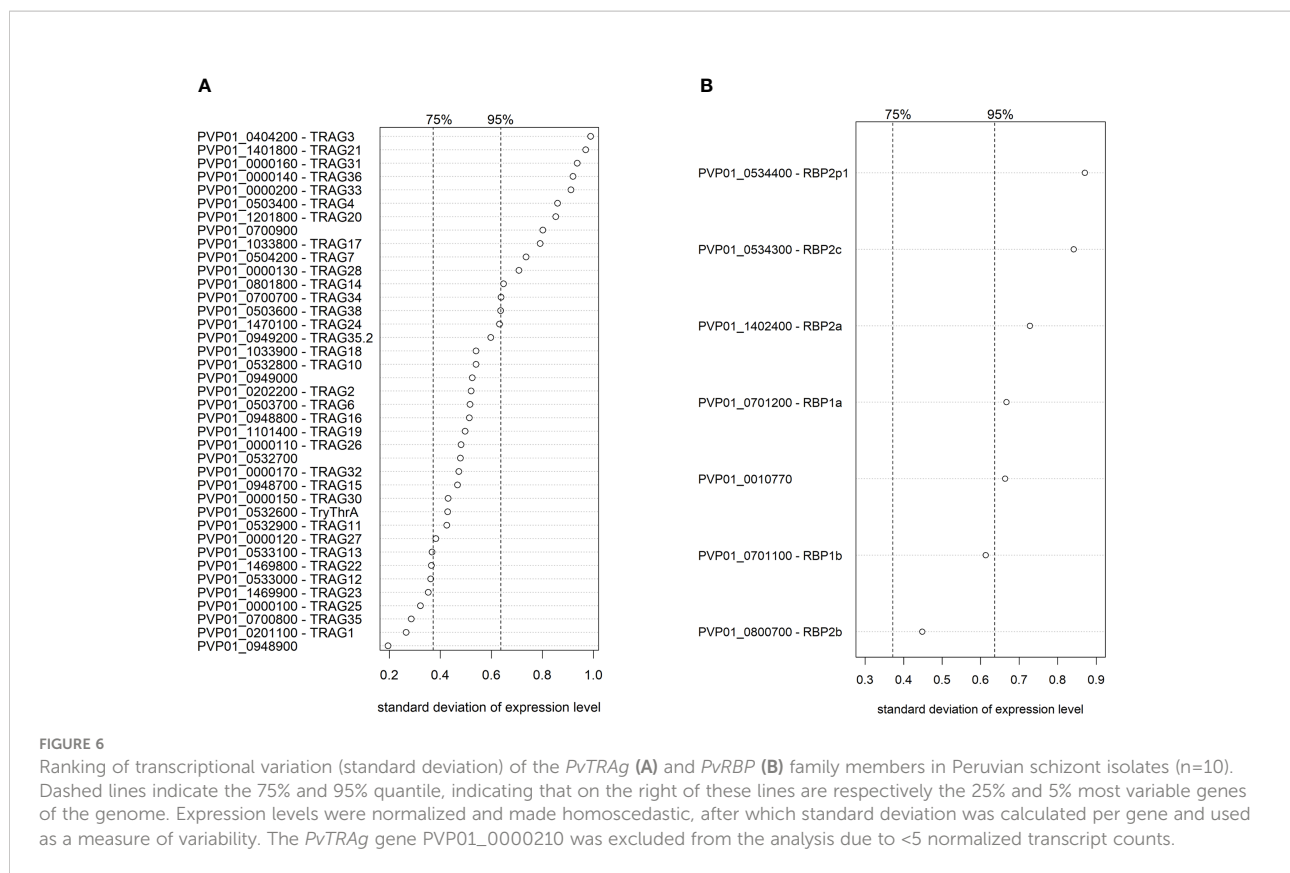 A
75% 95%
PVP01_0404200 - TRAG3
PVP01_1401800 - TRAG21
PVP01_0000160 - TRAG31
PVP01_0000140 - TRAG36
PVP01_0000200 - TRAG33
PVP01_0503400 - TRAG4
PVP01_1201800 - TRAG20
PVP01_0700900
PVP01_1033800 - TRAG17
PVP01_0504200 - TRAG7
PVP01_0000130 - TRAG28
PVP01_0801800 - TRAG14
PVP01_0700700 - TRAG34
PVP01_0503600 - TRAG38
PVP01_1470100 - TRAG24
PVP01_0949200 - TRAG35.2
PVP01_1033900 - TRAG18
PVP01_0532800 - TRAG10
PVP01_0949000
PVP01_0202200 - TRAG2
PVP01_0503700 - TRAG6
PVP01_0948800 - TRAG16
PVP01_1101400 - TRAG19
PVP01_0000110 - TRAG26
PVP01_0532700
PVP01_0000170 - TRAG32
PVP01_0948700 - TRAG15
PVP01_0000150 - TRAG30
PVP01_0532600 - TryThrA
PVP01_0532900 - TRAG11
PVP01_0000120 - TRAG27
PVP01_0533100 - TRAG13
PVP01_1469800 - TRAG22
PVP01_0533000 - TRAG12
PVP01_1469900 - TRAG23
PVP01_0000100 - TRAG25
PVP01_0700800 - TRAG35
PVP01_0201100 - TRAG1
PVP01_0948900
0.2 0.4 0.6 0.8 1.0
standard deviation of expression level
B
75% 95%
PVP01_0534400 - RBP2p1
PVP01_0534300 - RBP2c
PVP01_1402400 - RBP2a
PVP01_0701200 - RBP1a
PVP01_0010770
PVP01_0701100 - RBP1b
PVP01_0800700 - RBP2b
0.3 0.4 0.5 0.6 0.7 0.8 0.9
standard deviation of expression level
FIGURE 6
Ranking of transcriptional variation (standard deviation) of the PvTRAg (A) and PvRBP (B) family members in Peruvian schizont isolates (n=10).
Dashed lines indicate the 75% and 95% quantile, indicating that on the right of these lines are respectively the 25% and 5% most variable genes
of the genome. Expression levels were normalized and made homoscedastic, after which standard deviation was calculated per gene and used
as a measure of variability. The PvTRAg gene PVP01_0000210 was excluded from the analysis due to <5 normalized transcript counts.